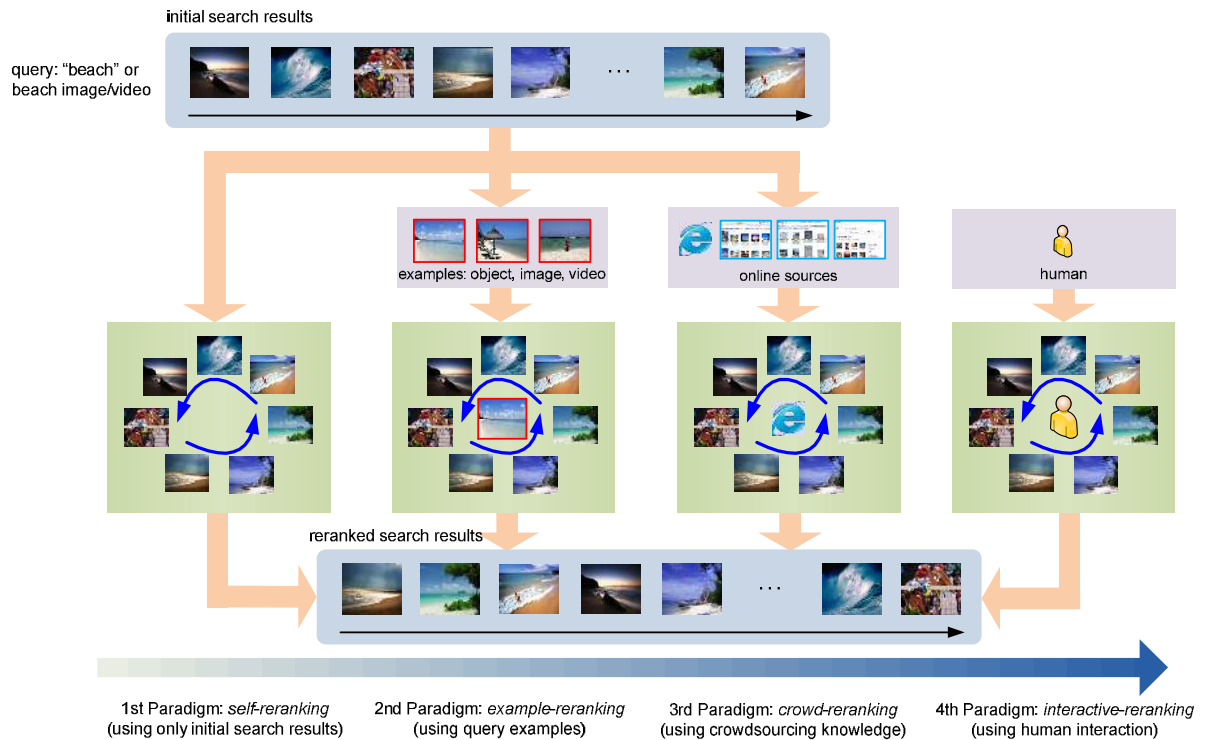 initial search results
query: “beach” or
beach image/video
...
examples: object, image, video
online sources
human
reranked search results
...
1st Paradigm: self-reranking
(using only initial search results)
2nd Paradigm: example-reranking
(using query examples)
3rd Paradigm: crowd-reranking
(using crowdsourcing knowledge)
4th Paradigm: interactive-reranking
(using human interaction)